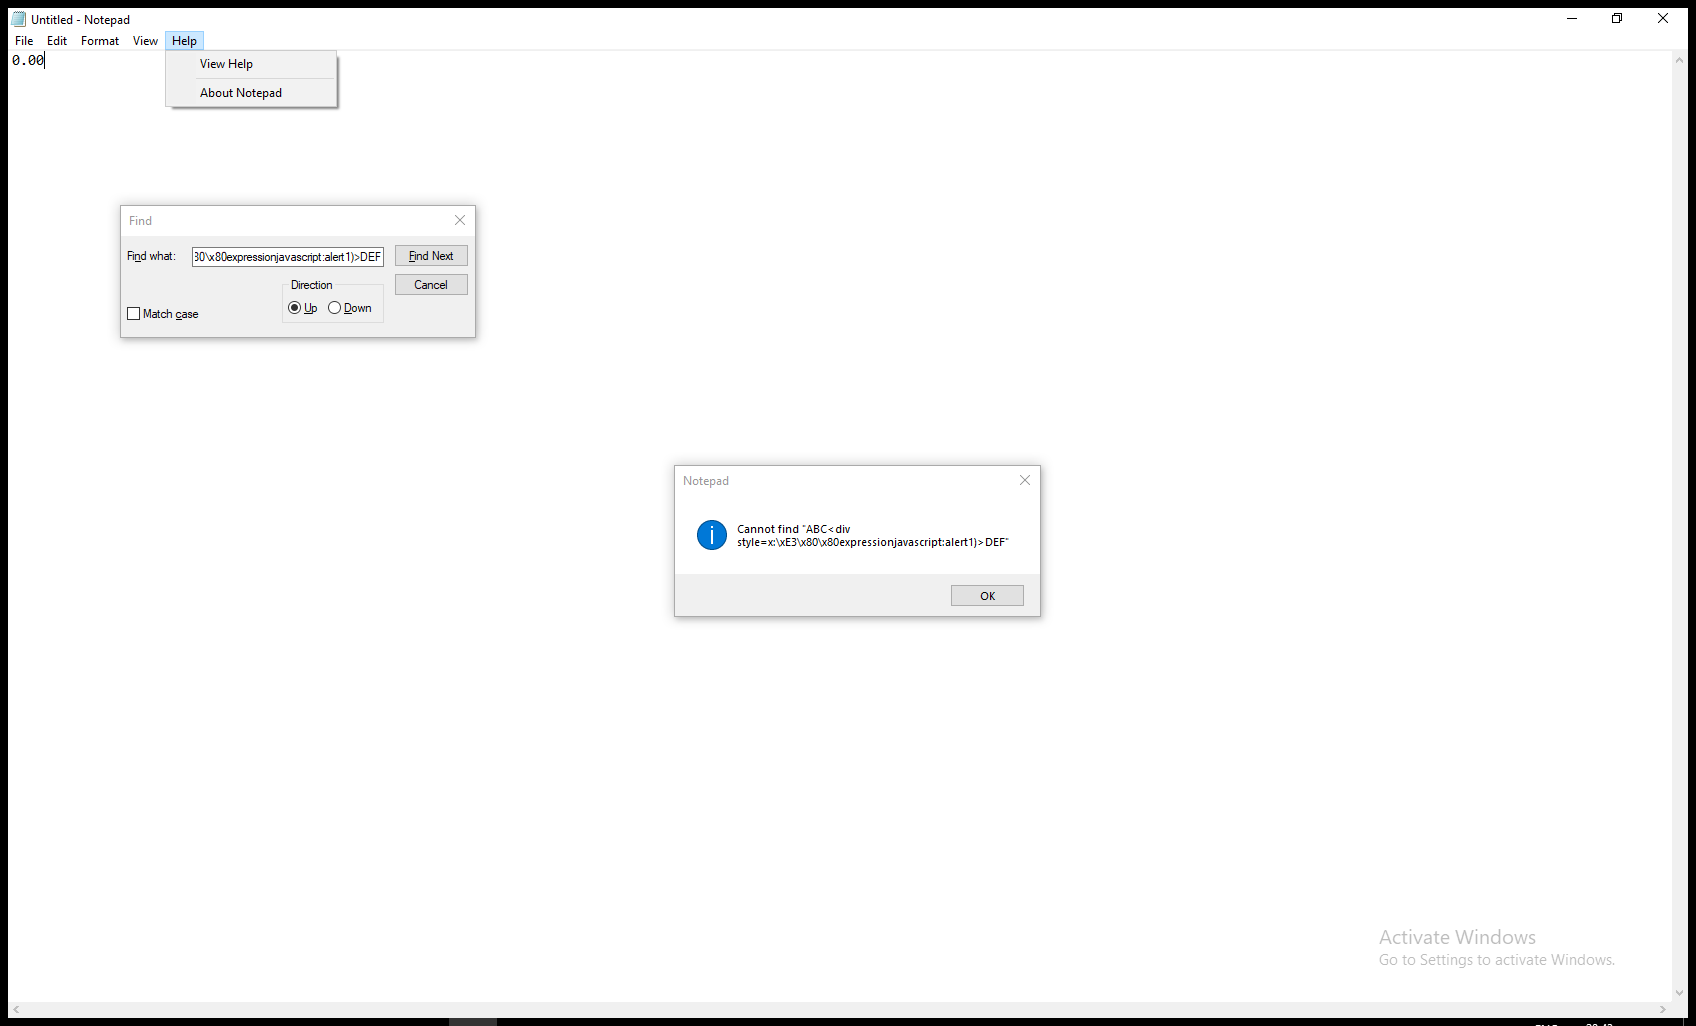 Untitled - Notepad
File Edit Format View Help
0.00
View Help
About Notepad
Find
Find what: 30\x80expressionjavascript:alert1)>DEF Find Next
Direction Cancel
Up Down
Match case
Notepad
Cannot find "ABC<div
style=x:\xE3\x80\x80expressionjavascript:alert1)>DEF"
OK
Activate Windows
Go to Settings to activate Windows.